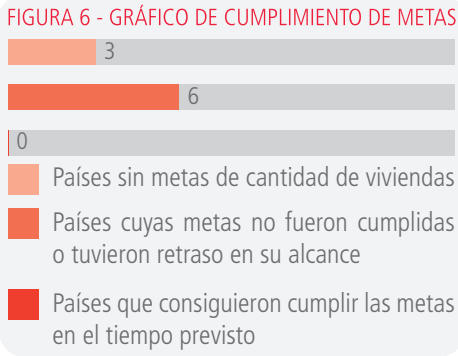 FIGURA 6 - GRÁFICO DE CUMPLIMIENTO DE METAS
3
6
0
Países sin metas de cantidad de viviendas
Países cuyas metas no fueron cumplidas
o tuvieron retraso en su alcance
Países que consiguieron cumplir las metas
en el tiempo previsto